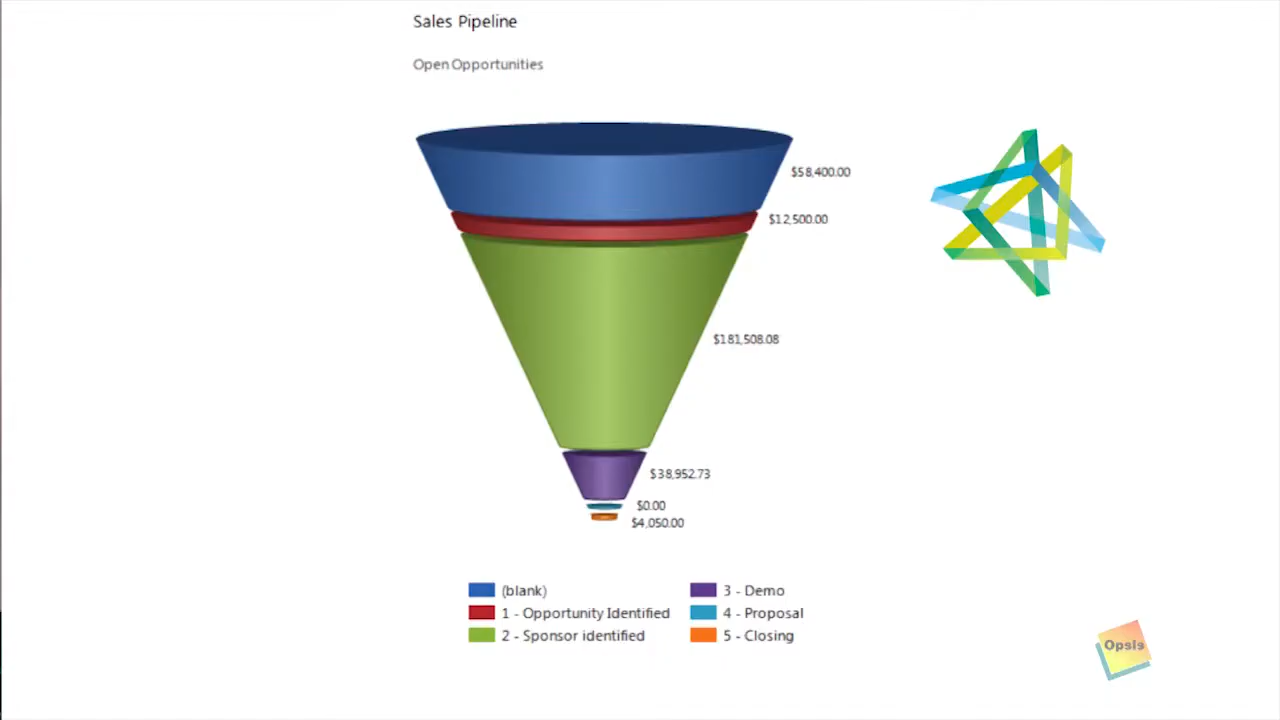 Sales Pipeline
Open Opportunities
$58,400.00
$12,500.00
$181,508.08
$38,952.73
$0.00
$4,050.00
(blank)
1 - Opportunity Identified
2 - Sponsor identified
3 - Demo
4 - Proposal
5 - Closing
Opsis